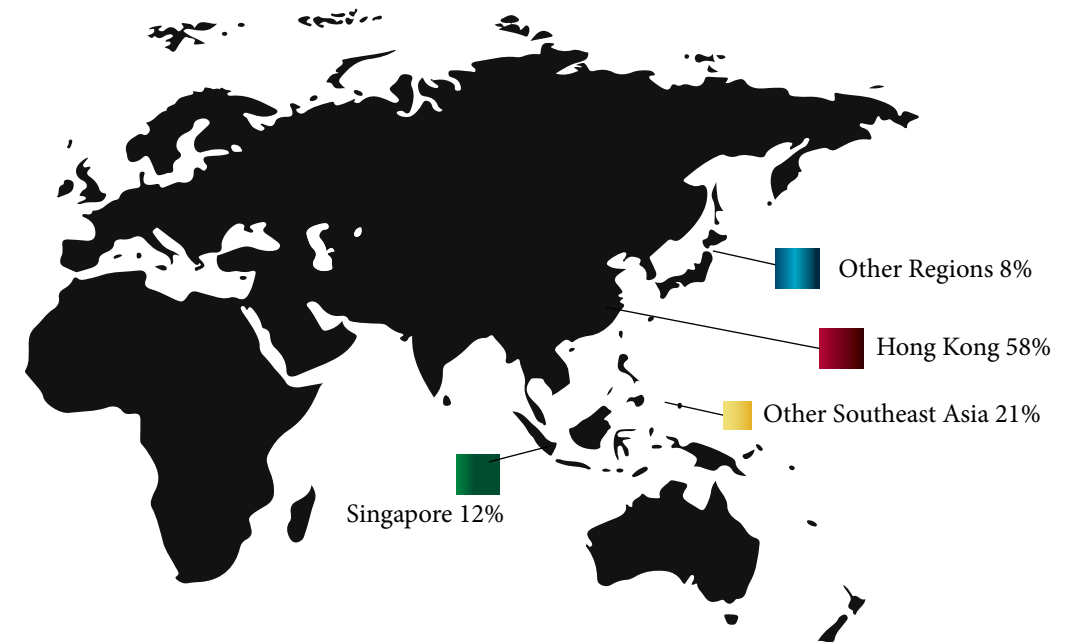 Other Regions 8%
Hong Kong 58%
Other Southeast Asia 21%
Singapore 12%